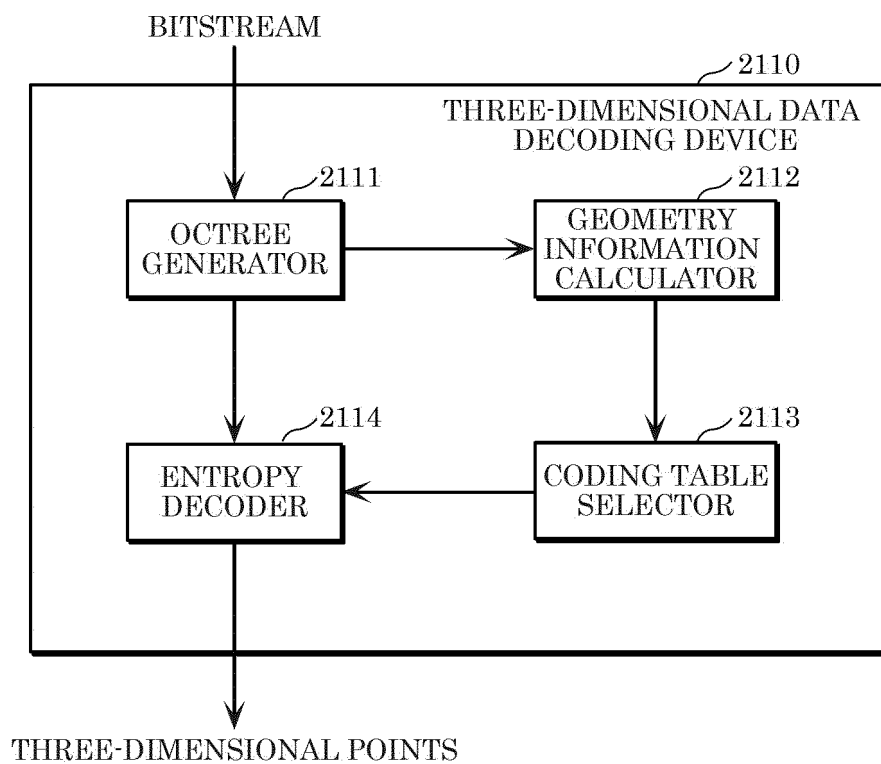 BITSTREAM
2110
THREE-DIMENSIONAL DATA
DECODING DEVICE
2111
OCTREE
GENERATOR
2112
GEOMETRY
INFORMATION
CALCULATOR
2114
ENTROPY
DECODER
2113
CODING TABLE
SELECTOR
THREE-DIMENSIONAL POINTS